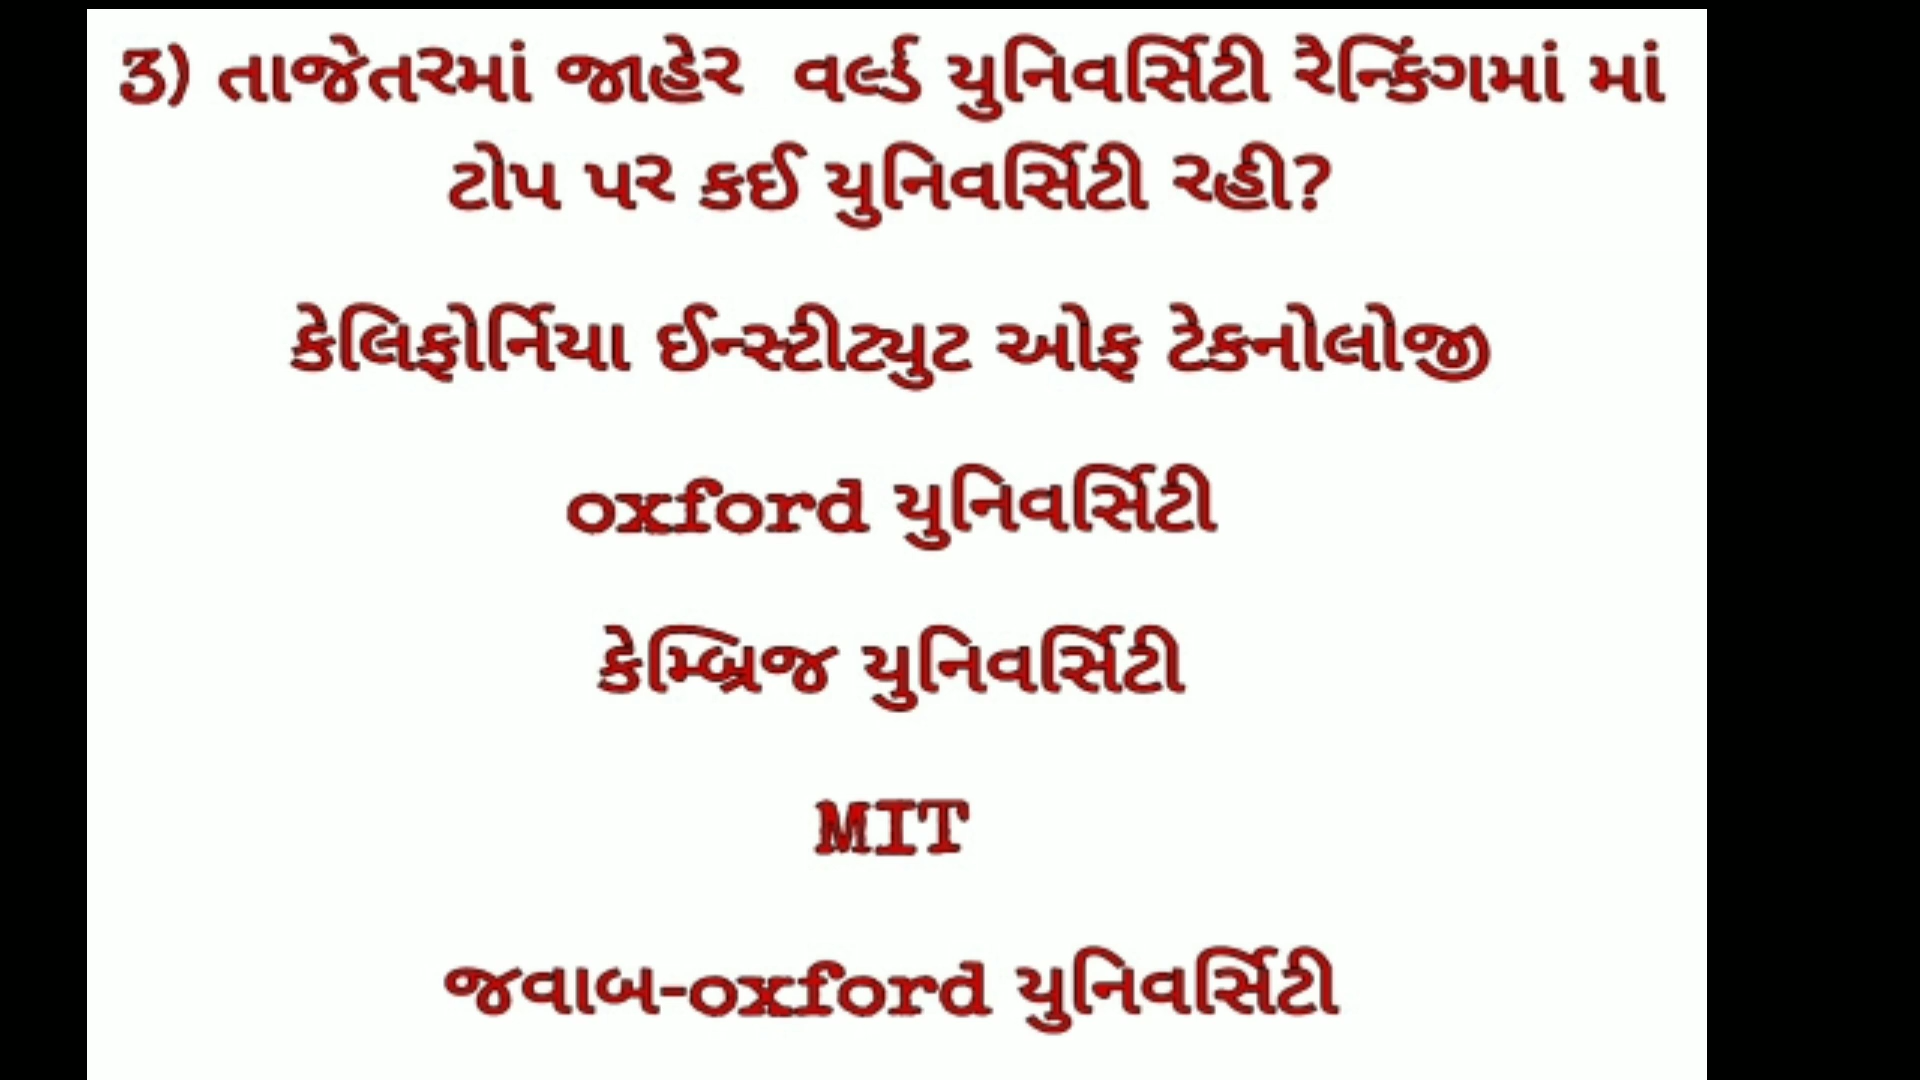 3) તાજેતરમાં જાહેર વર્લ્ડ યુનિવર્સિટી રેન્કિંગમાં માં
ટોપ પર કઈ યુનિવર્સિટી રહી?
કેલિફોર્નિયા ઈન્સ્ટીટ્યુટ ઓફ ટેકનોલોજી
oxford યુનિવર્સિટી
કેમ્બ્રિજ યુનિવર્સિટી
MIT
જવાબ-oxford યુનિવર્સિટી